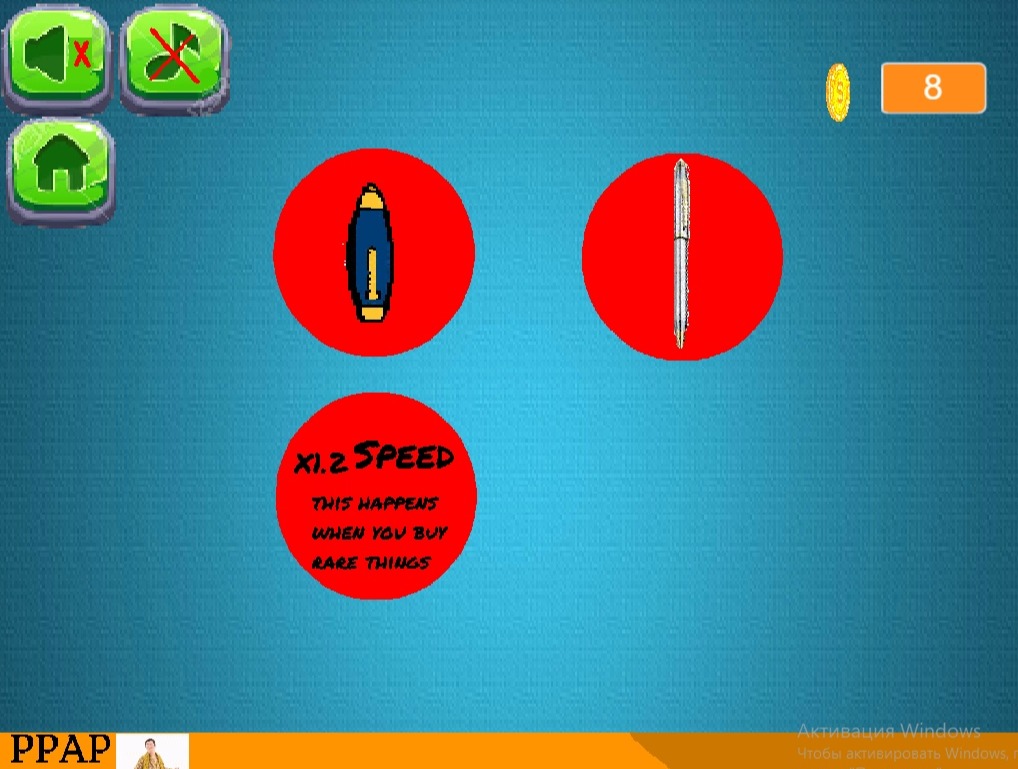 8
x1.2 SPEED
THIS HAPPENS
WHEN YOU BUY
RARE THINGS
PPAP
Активация Windows
Чтобы активировать Windows,